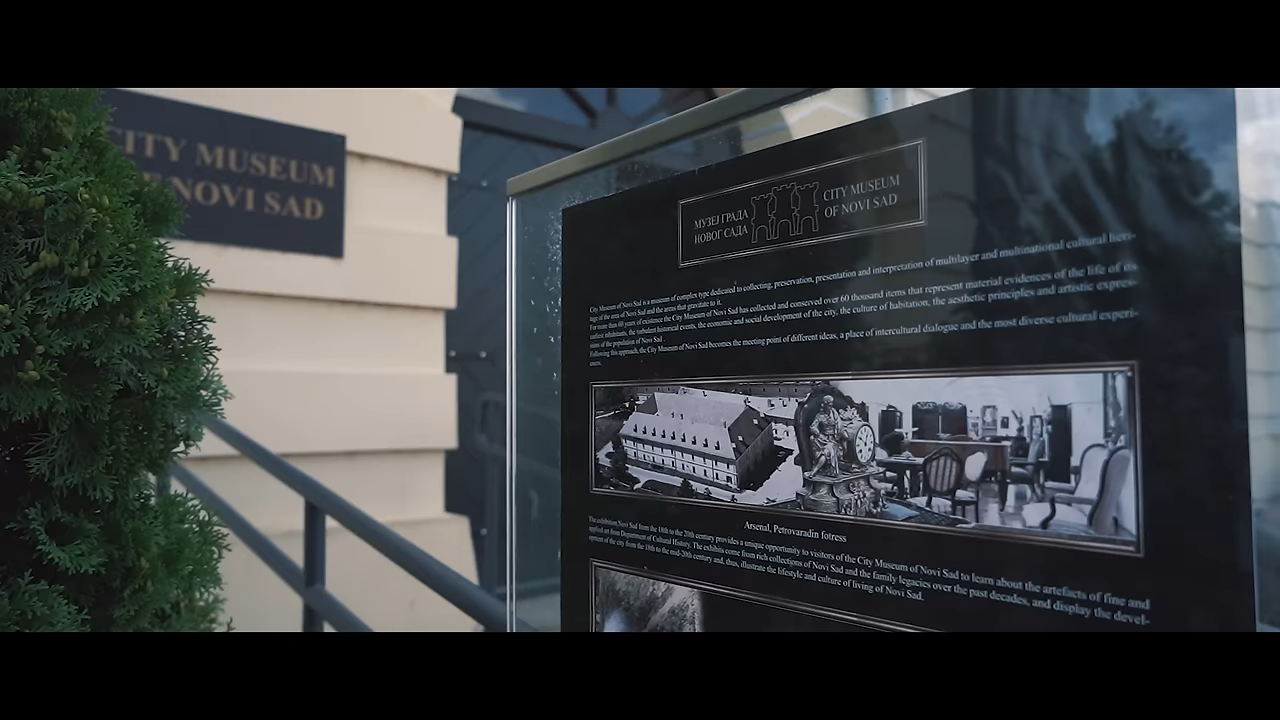 CITY MUSEUM
OF NOVI SAD
МУЗЕЈ ГРАДА
НОВОГ САДА
CITY MUSEUM
OF NOVI SAD
City Museum of Novi Sad is a museum of complex type dedicated to collecting, preservation, presentation and interpretation of multilayer and multinational cultural heri-
tage of the area of Novi Sad and the areas that gravitate to it.
For more than 60 years of existence the City Museum of Novi Sad has collected and conserved over 60 thousand items that represent material evidences of the life of its
earliest inhabitants, the turbulent historical events, the economic and social development of the city, the culture of habitation, the aesthetic principles and artistic expres-
sions of the population of Novi Sad .
Following this approach, the City Museum of Novi Sad becomes the meeting point of different ideas, a place of intercultural dialogue and the most diverse cultural experi-
ences.
Arsenal, Petrovaradin fotress
The exhibition Novi Sad from the 18th to the 20th century provides a unique opportunity to visitors of the City Museum of Novi Sad to learn about the artefacts of fine and
applied art from Department of Cultural History. The exhibits come from rich collections of Novi Sad and the family legacies over the past decades, and display the devel-
opment of the city from the 18th to the mid-20th century and, thus, illustrate the lifestyle and culture of living of Novi Sad.